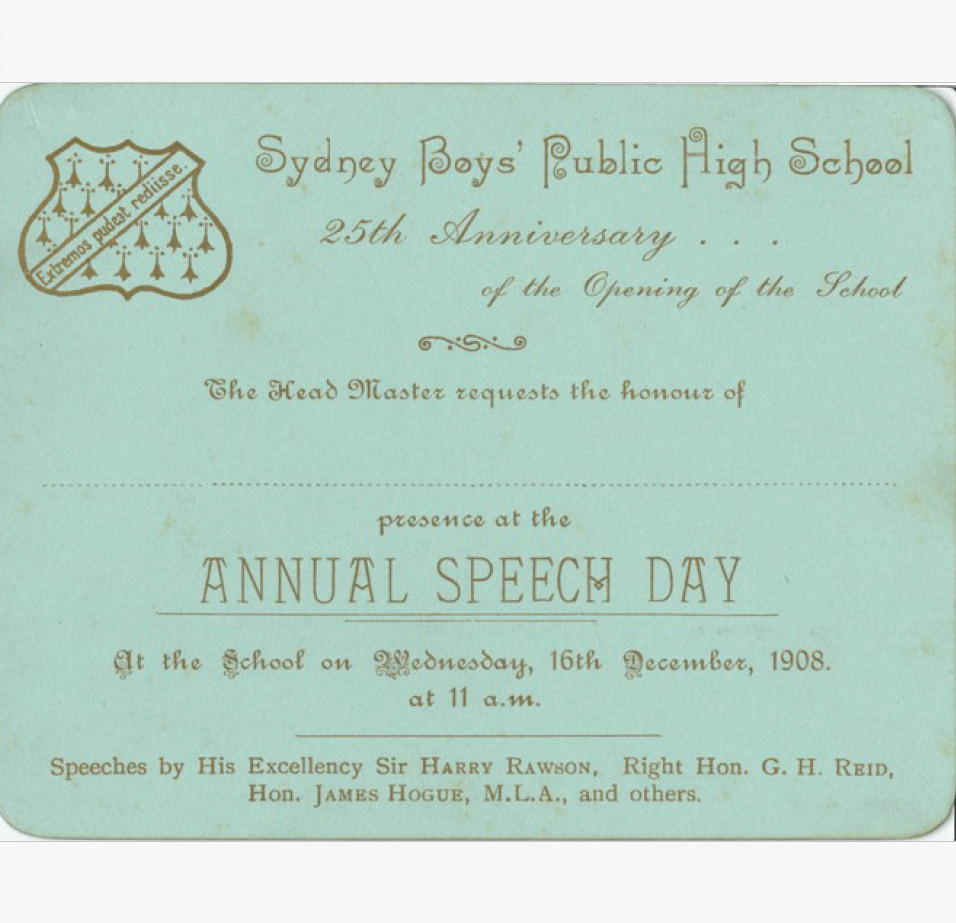 Extremos pudeat rediisse.
Sydney Boys' Public High School
25th Anniversary . . .
of the Opening of the School
The Head Master requests the honour of
presence at the
ANNUAL SPEECH DAY
At the School on Wednesday, 16th December, 1908.
at 11 a.m.
Speeches by His Excellency Sir HARRY RAWSON, Right Hon. G. H. REID,
Hon. JAMES HOGUE, M.L.A., and others.